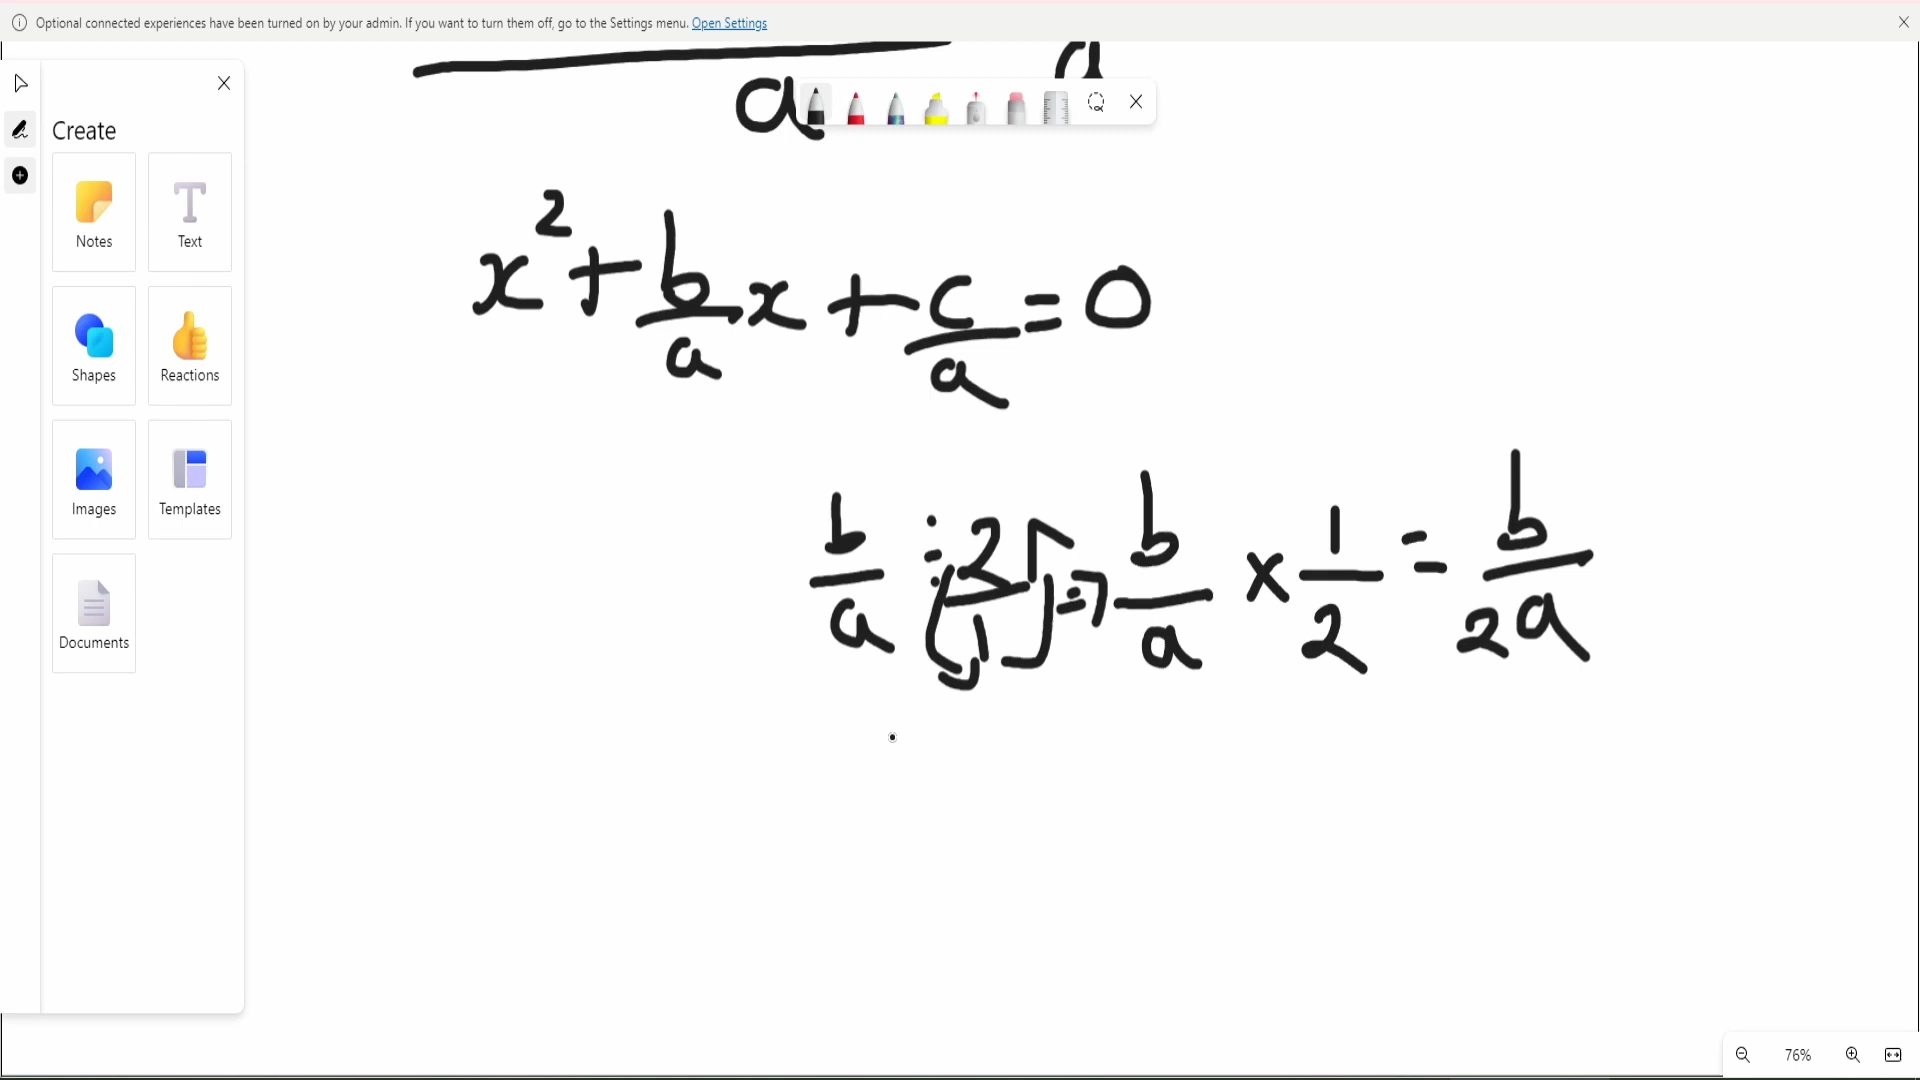 Optional connected experiences have been turned on by your admin. If you want to turn them off, go to the Settings menu. Open Settings
a
Create
Notes
Text
Shapes
Reactions
Images
Templates
Documents
x² + b/a x + c/a = 0
b/a ÷ 2/1 => b/a × 1/2 = b/2a
76%